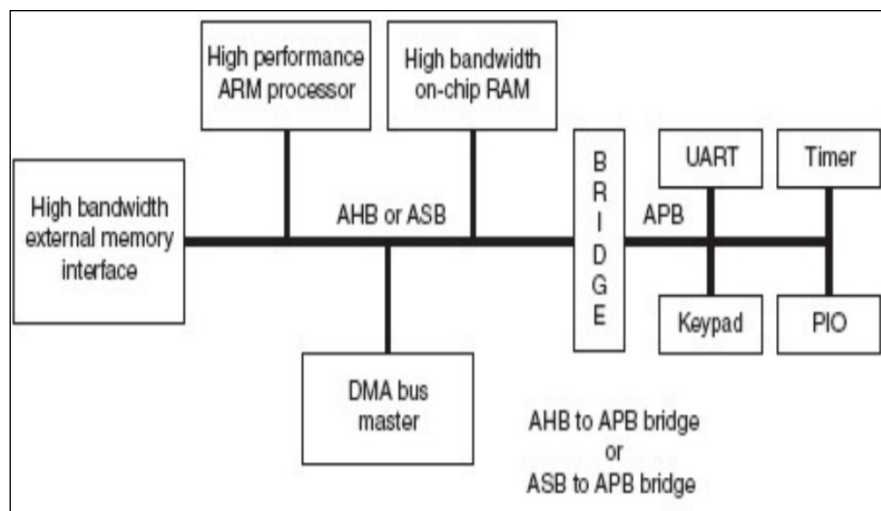 High performance
ARM processor
High bandwidth
on-chip RAM
High bandwidth
external memory
interface
AHB or ASB
B
R
I
D
G
E
APB
UART
Timer
Keypad
PIO
DMA bus
master
AHB to APB bridge
or
ASB to APB bridge